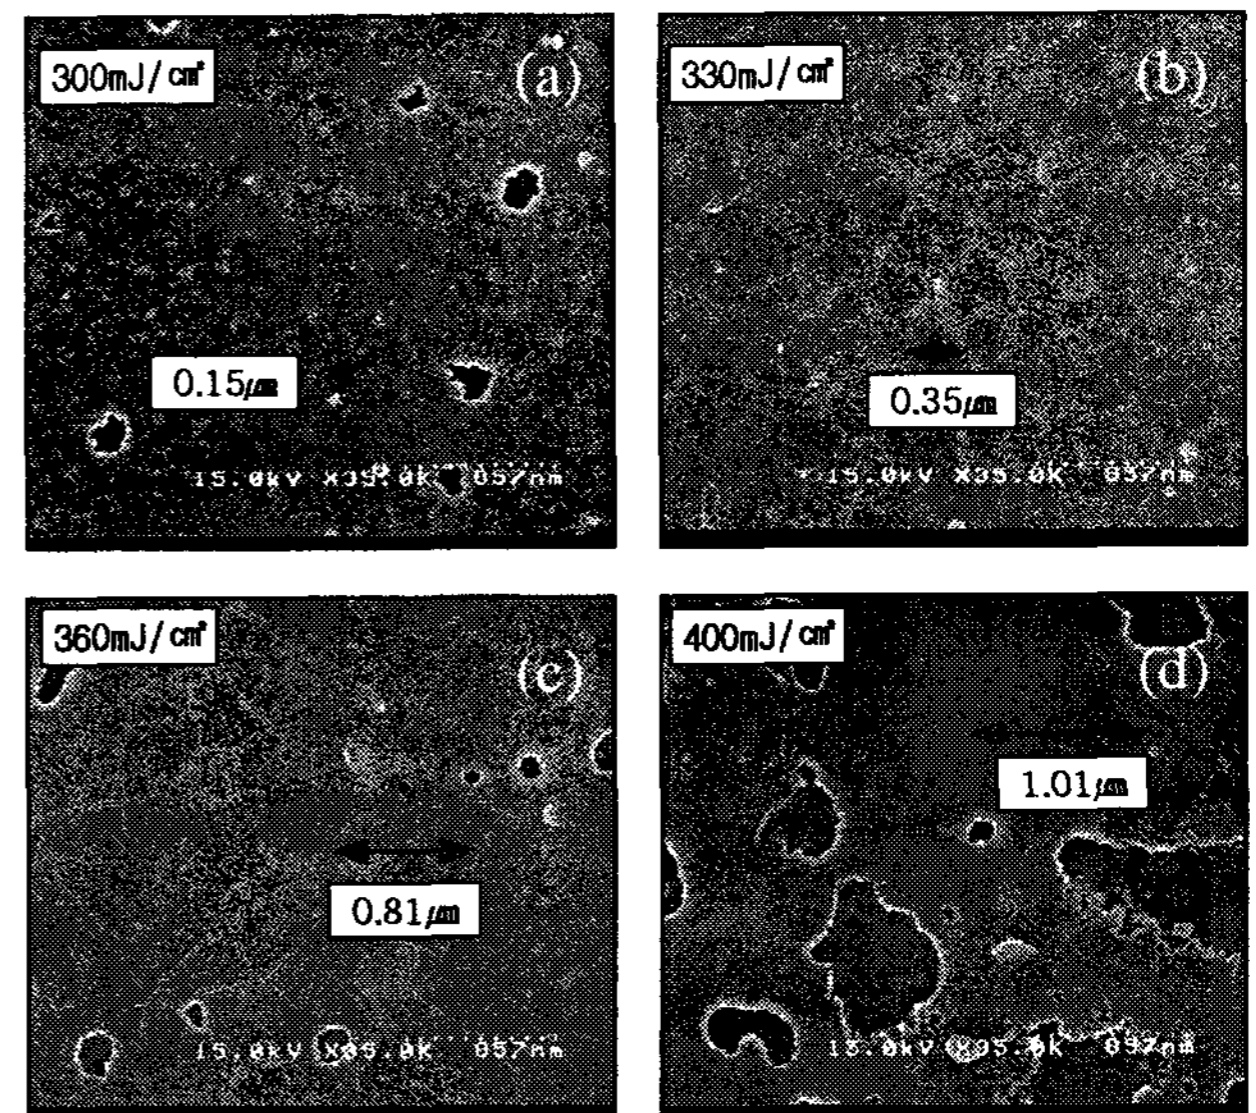 300mJ/㎠
(a)
0.15㎛
15.0kV X35.0K 857nm
330mJ/㎠
(b)
0.35㎛
15.0kV X35.0K 857nm
360mJ/㎠
(c)
0.81㎛
15.0kV X35.0K 857nm
400mJ/㎠
(d)
1.01㎛
15.0kV X35.0K 857nm